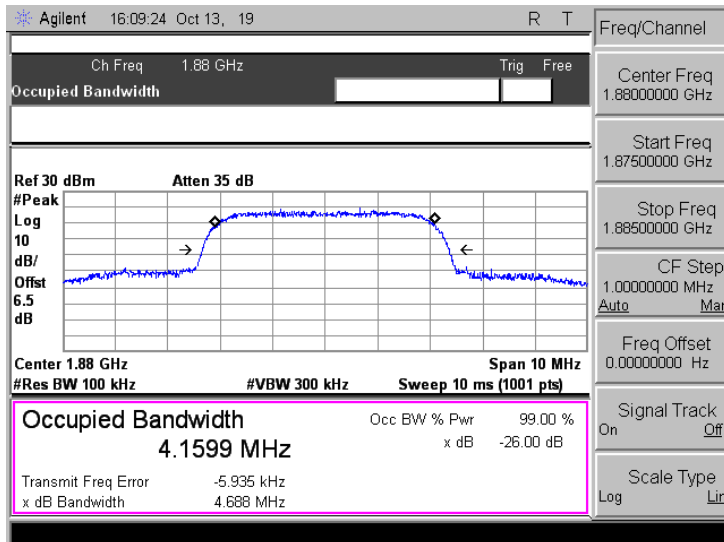 Agilent 16:09:24 Oct 13, 19 R T
Ch Freq 1.88 GHz Trig Free
Occupied Bandwidth
Ref 30 dBm Atten 35 dB
#Peak
Log
10
dB/
Offst
6.5
dB
Center 1.88 GHz Span 10 MHz
#Res BW 100 kHz #VBW 300 kHz Sweep 10 ms (1001 pts)
Occupied Bandwidth Occ BW % Pwr 99.00 %
4.1599 MHz x dB -26.00 dB
Transmit Freq Error -5.935 kHz
x dB Bandwidth 4.688 MHz
Freq/Channel
Center Freq
1.88000000 GHz
Start Freq
1.87500000 GHz
Stop Freq
1.88500000 GHz
CF Step
1.00000000 MHz
Auto Man
Freq Offset
0.00000000 Hz
Signal Track
On Off
Scale Type
Log Lin